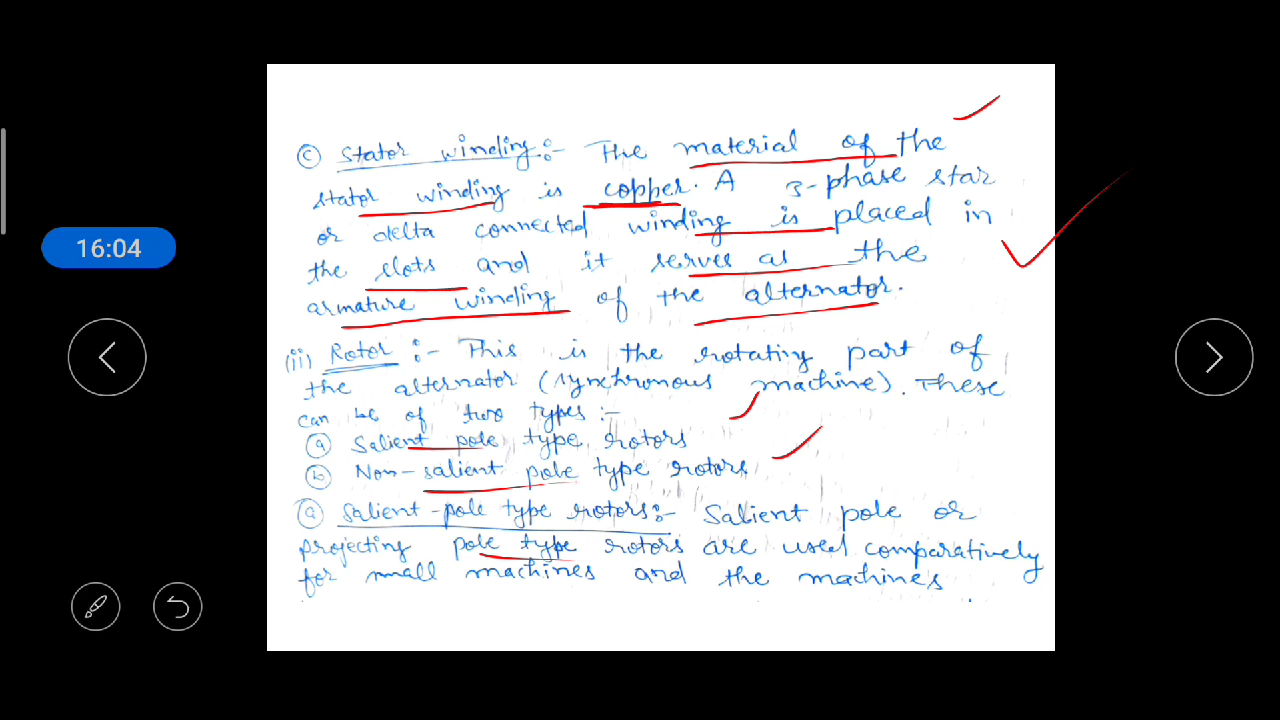 16:04
(c) Stator winding:- The material of the
stator winding is copper. A 3-phase star
or delta connected winding is placed in
the slots and it serves as the
armature winding of the alternator.
(ii) Rotor :- This is the rotating part of
the alternator (synchronous machine). These
can be of two types :-
(a) Salient pole type rotors
(b) Non-salient pole type rotors
(a) Salient-pole type rotors:- Salient pole or
projecting pole type rotors are used comparatively
for small machines and the machines